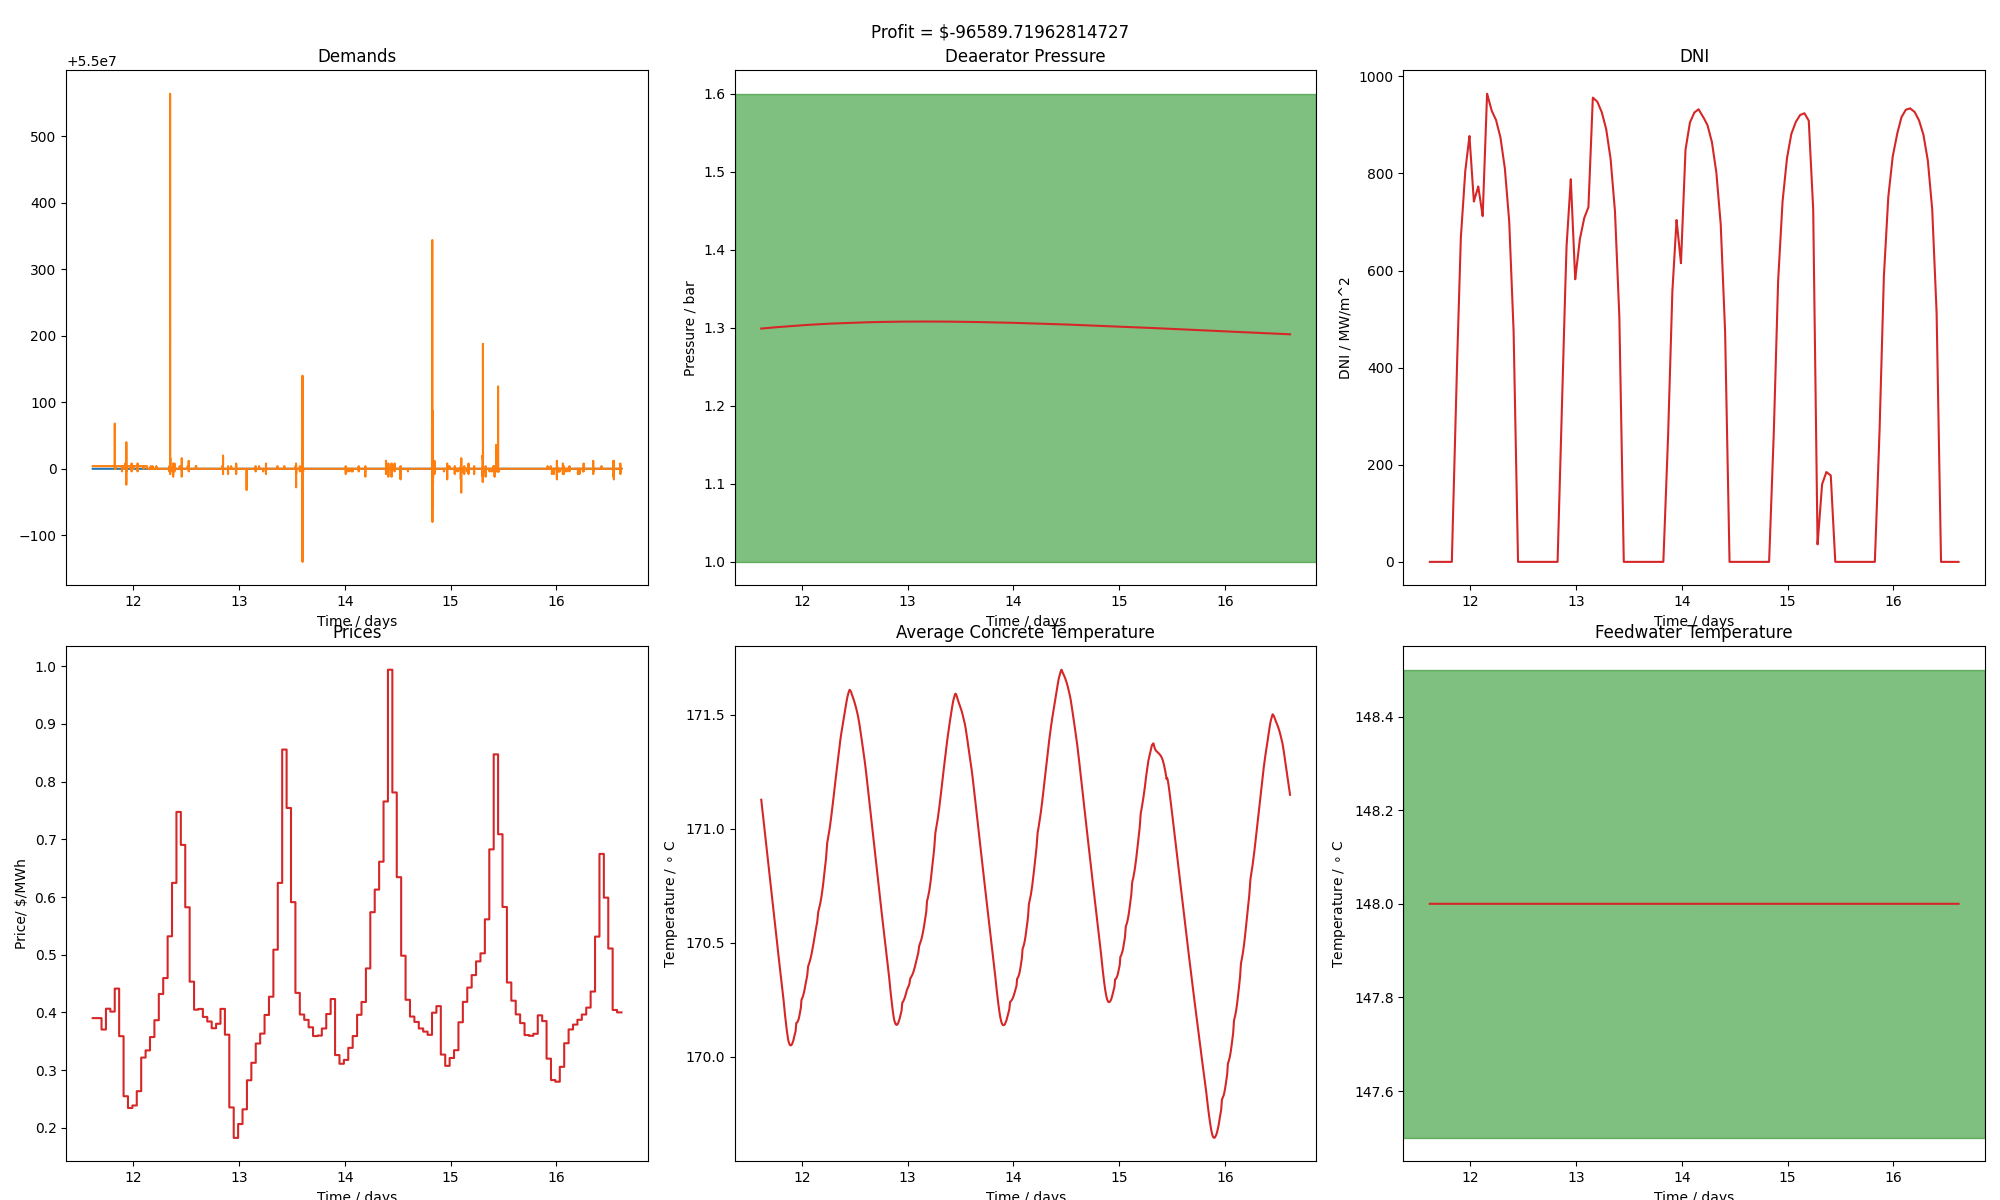 Profit = $-96589.71962814727
Demands
+5.5e7
500
400
300
200
100
0
−100
12 13 14 15 16
Time / days
Deaerator Pressure
Pressure / bar
1.6
1.5
1.4
1.3
1.2
1.1
1.0
12 13 14 15 16
Time / days
DNI
DNI / MW/m^2
1000
800
600
400
200
0
12 13 14 15 16
Time / days
Prices
Price/ $/MWh
1.0
0.9
0.8
0.7
0.6
0.5
0.4
0.3
0.2
12 13 14 15 16
Time / days
Average Concrete Temperature
Temperature / ∘ C
171.5
171.0
170.5
170.0
12 13 14 15 16
Time / days
Feedwater Temperature
Temperature / ∘ C
148.4
148.2
148.0
147.8
147.6
12 13 14 15 16
Time / days